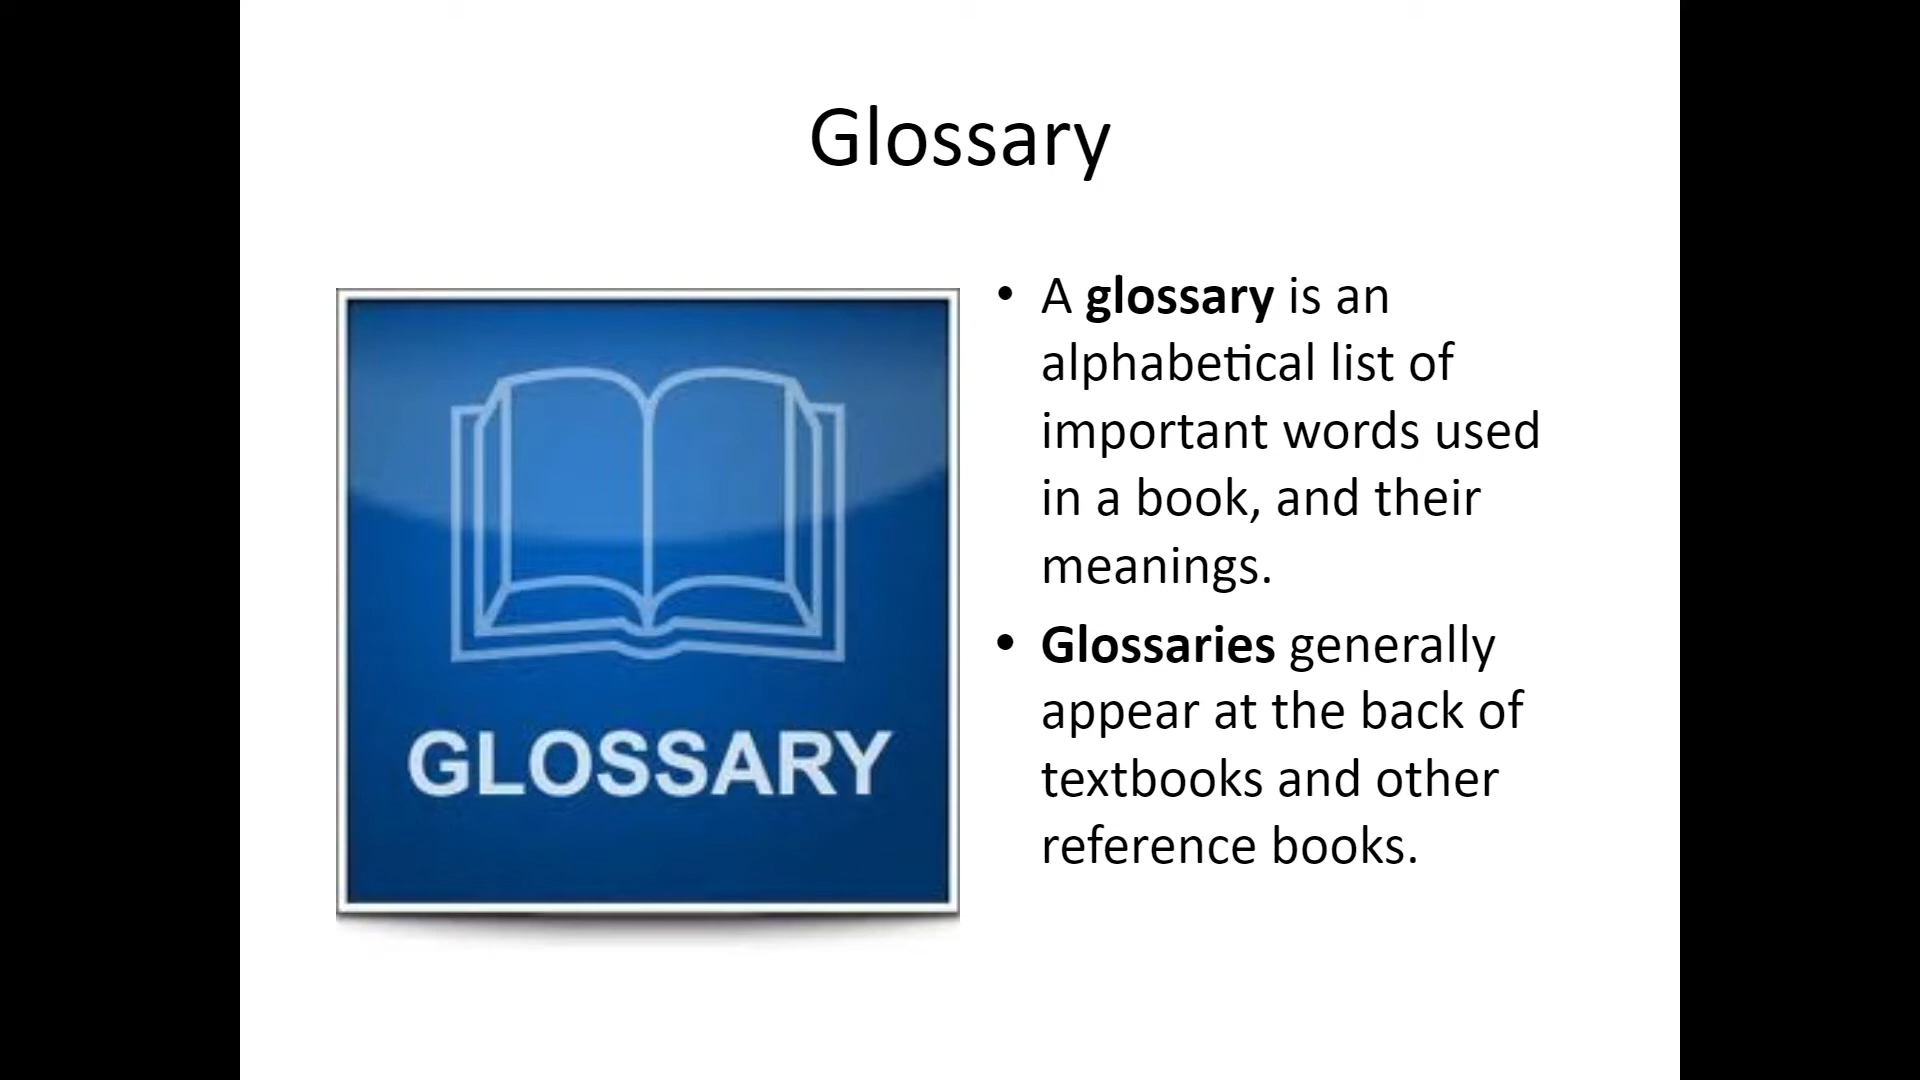 Glossary
GLOSSARY
• A glossary is an
alphabetical list of
important words used
in a book, and their
meanings.
• Glossaries generally
appear at the back of
textbooks and other
reference books.